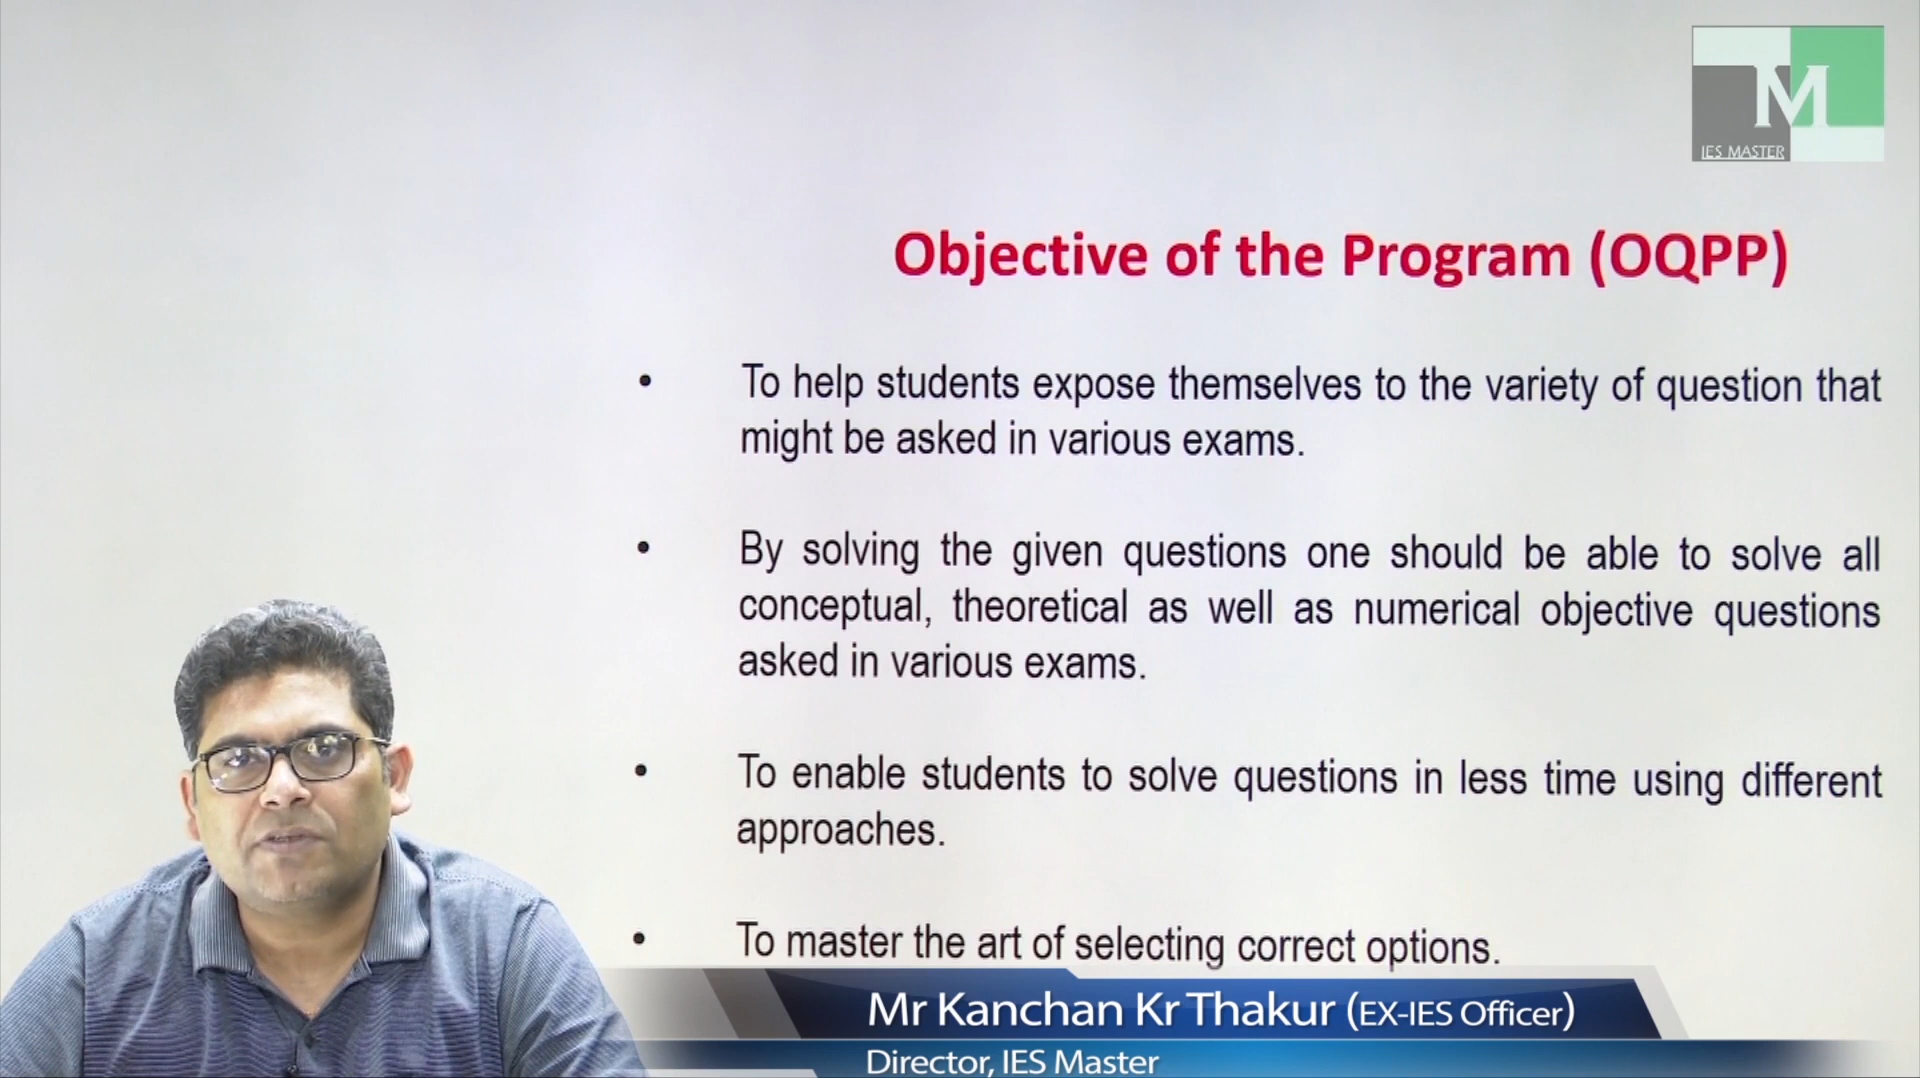 IES MASTER
Objective of the Program (OQPP)
• To help students expose themselves to the variety of question that
might be asked in various exams.
• By solving the given questions one should be able to solve all
conceptual, theoretical as well as numerical objective questions
asked in various exams.
• To enable students to solve questions in less time using different
approaches.
• To master the art of selecting correct options.
Mr Kanchan Kr Thakur (EX-IES Officer)
Director, IES Master